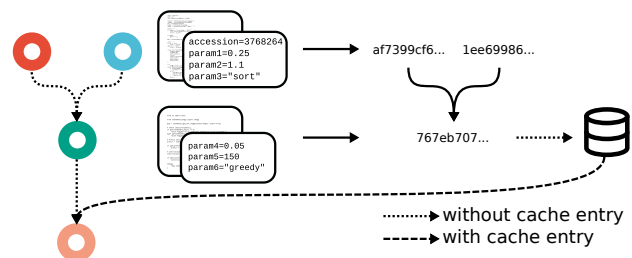 accession=3768264
param1=0.25
param2=1.1
param3="sort"
af7399cf6... 1ee69986...
param4=0.05
param5=150
param6="greedy"
767eb707...
without cache entry
with cache entry